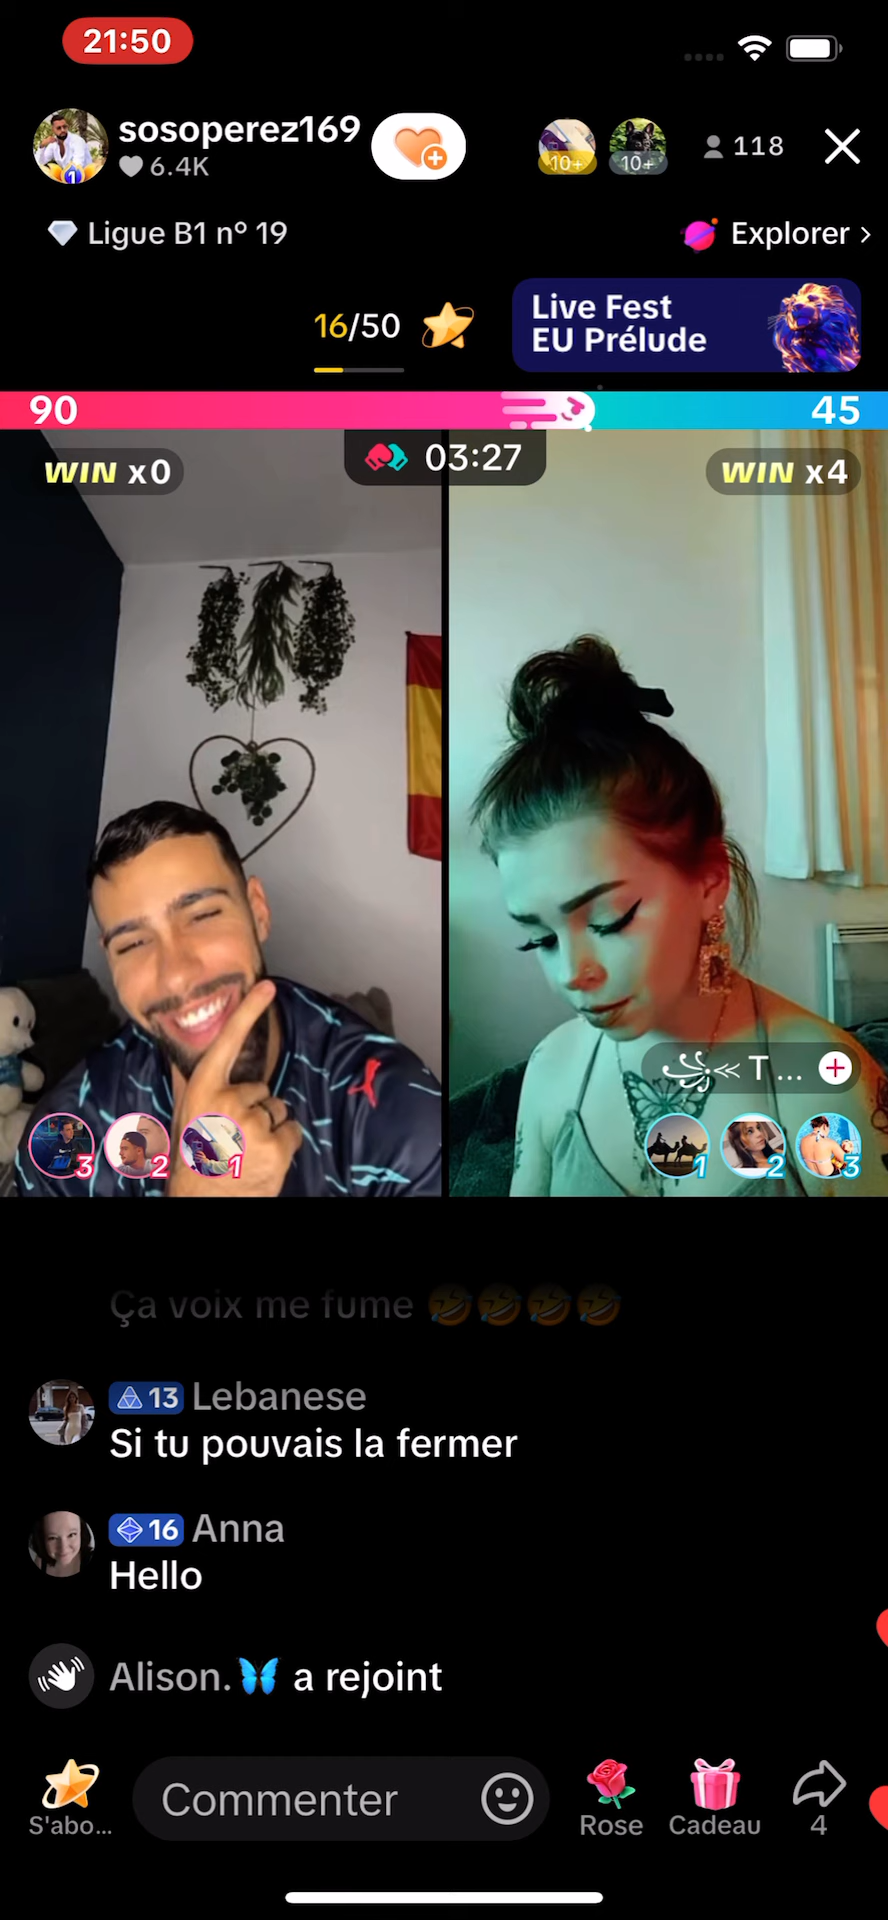 21:50
sosoperez169
6.4K
1
10+
10+
118
Ligue B1 n° 19
Explorer >
16/50
Live Fest
EU Prélude
90
45
WIN x0
03:27
WIN x4
T...
3
2
1
1
2
3
Ça voix me fume 🤣🤣🤣🤣
13 Lebanese
Si tu pouvais la fermer
16 Anna
Hello
Alison.🦋 a rejoint
Commenter
S'abo...
Rose
Cadeau
4